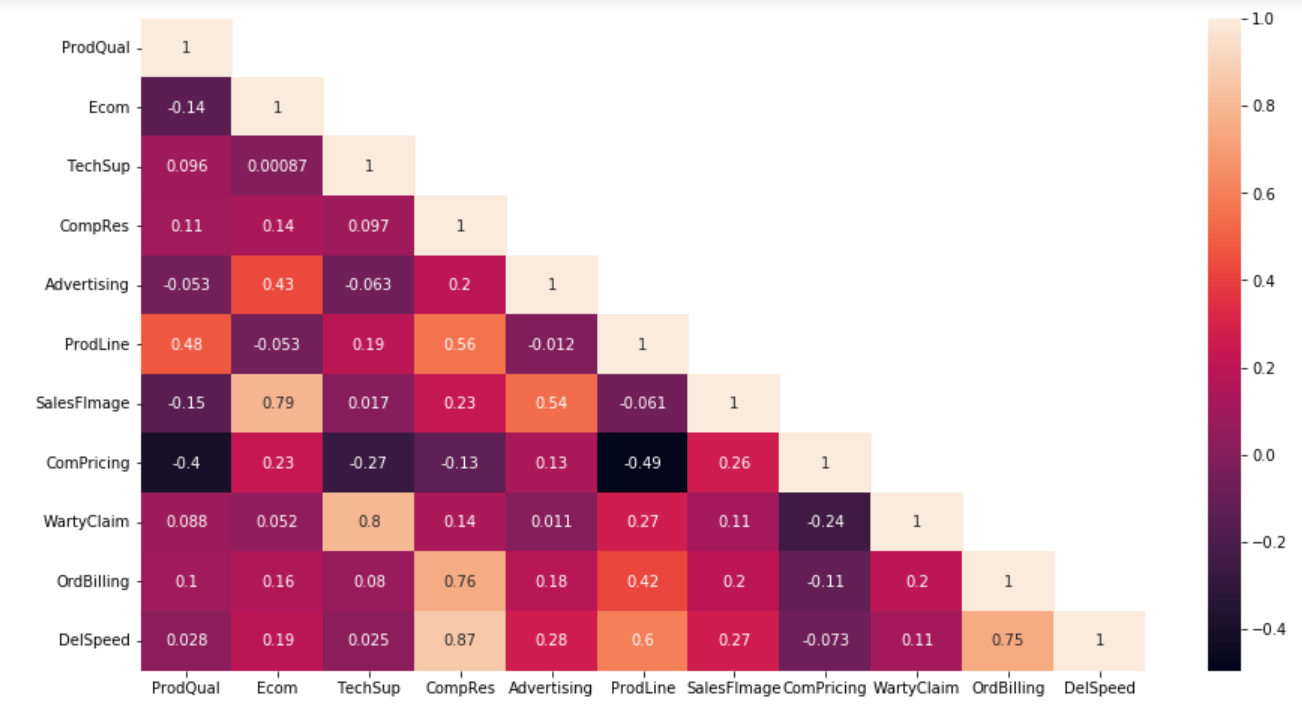 ProdQual 1
Ecom -0.14 1
TechSup 0.096 0.00087 1
CompRes 0.11 0.14 0.097 1
Advertising -0.053 0.43 -0.063 0.2 1
ProdLine 0.48 -0.053 0.19 0.56 -0.012 1
SalesFImage -0.15 0.79 0.017 0.23 0.54 -0.061 1
ComPricing -0.4 0.23 -0.27 -0.13 0.13 -0.49 0.26 1
WartyClaim 0.088 0.052 0.8 0.14 0.011 0.27 0.11 -0.24 1
OrdBilling 0.1 0.16 0.08 0.76 0.18 0.42 0.2 -0.11 0.2 1
DelSpeed 0.028 0.19 0.025 0.87 0.28 0.6 0.27 -0.073 0.11 0.75 1
ProdQual Ecom TechSup CompRes Advertising ProdLine SalesFImage ComPricing WartyClaim OrdBilling DelSpeed
1.0
0.8
0.6
0.4
0.2
0.0
−0.2
−0.4